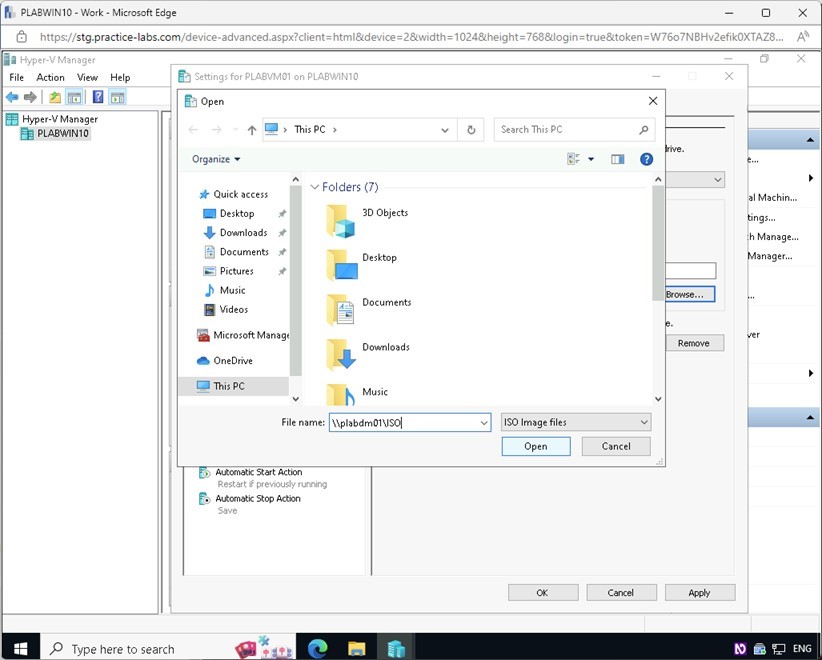 PLABWIN10 - Work - Microsoft Edge
https://stg.practice-labs.com/device-advanced.aspx?client=html&device=2&width=1024&height=768&login=true&token=W76o7NBHv2efik0XTAZ8...
Hyper-V Manager
File Action View Help
Hyper-V Manager
PLABWIN10
Settings for PLABVM01 on PLABWIN10
Open
This PC
Search This PC
Organize
Quick access
Desktop
Downloads
Documents
Pictures
Music
Videos
Microsoft Manage
OneDrive
This PC
Folders (7)
3D Objects
Desktop
Documents
Downloads
Music
File name: \\plabdm01\ISO
ISO Image files
Open Cancel
drive.
Browse...
e.
Remove
Automatic Start Action
Restart if previously running
Automatic Stop Action
Save
OK Cancel Apply
e...
al Machin...
tings...
h Manage...
Manager...
ver
Type here to search
ENG